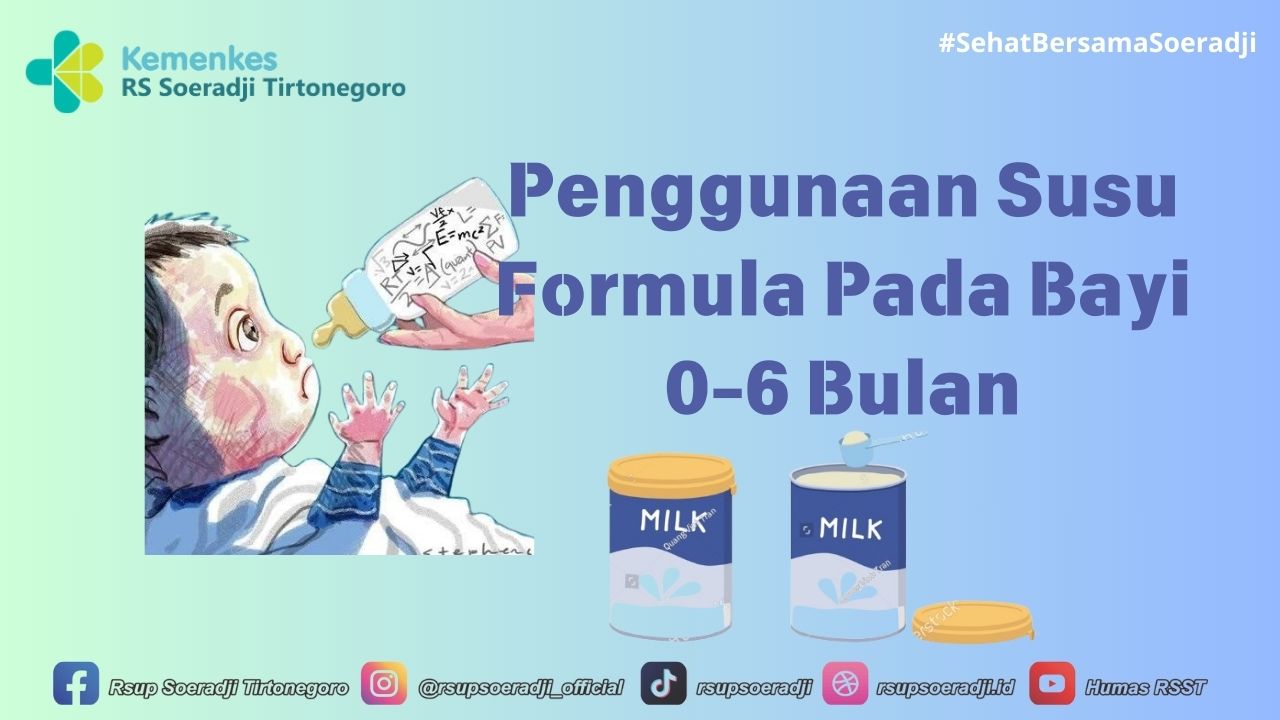 Kemenkes
RS Soeradji Tirtonegoro
#SehatBersamaSoeradji
Penggunaan Susu
Formula Pada Bayi
0-6 Bulan
E=mc²
MILK
MILK
Rsup Soeradji Tirtonegoro
@rsupsoeradji_official
rsupsoeradji
rsupsoeradji.id
Humas RSST